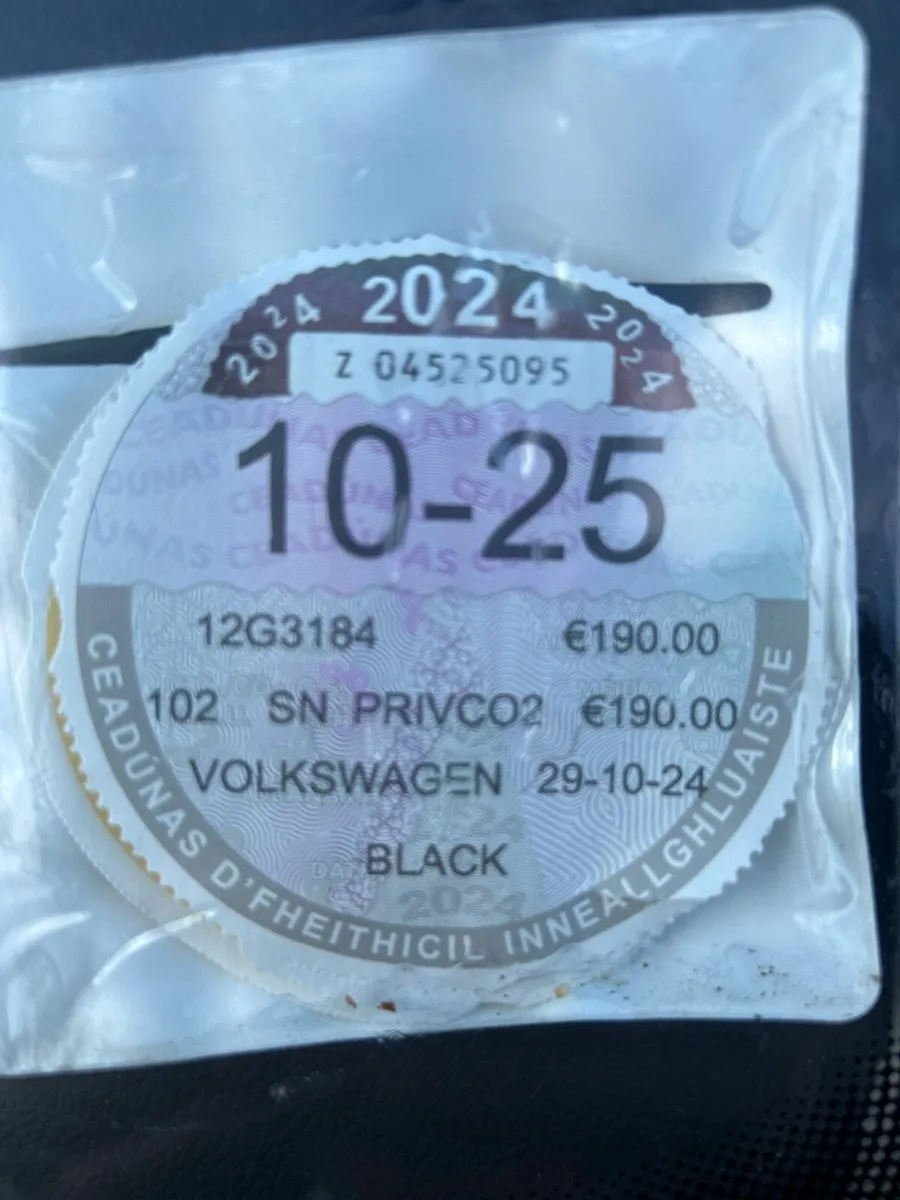 2024 2024 2024
Z 04525095
10-25
12G3184 €190.00
102 SN PRIVCO2 €190.00
VOLKSWAGEN 29-10-24
BLACK
2024
CEADÚNAS D'FHEITHICIL INNEALLGHLUAISTE